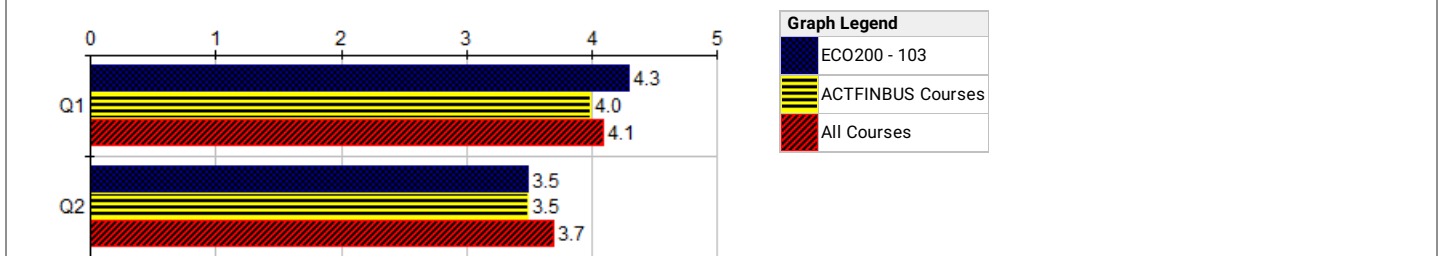 0 1 2 3 4 5
Q1
4.3
4.0
4.1
Q2
3.5
3.5
3.7
Graph Legend
ECO200 - 103
ACTFINBUS Courses
All Courses